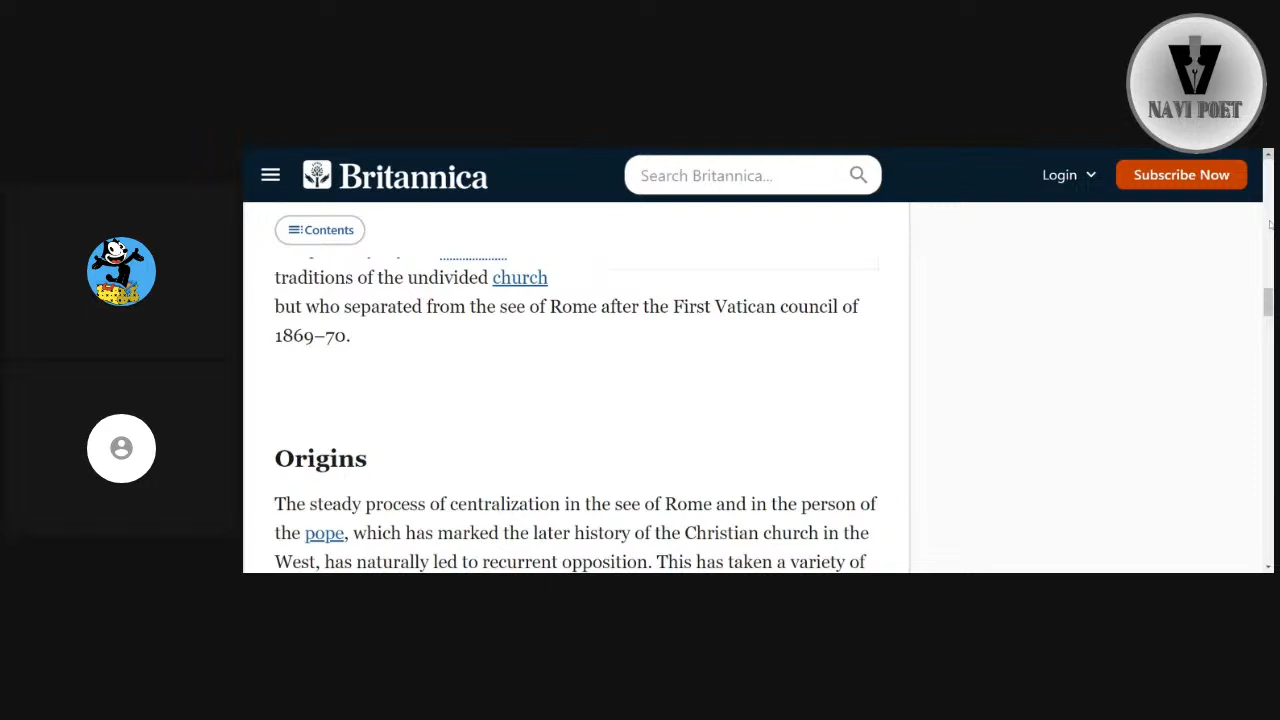 NAVI POET
Britannica
Search Britannica...
Login
Subscribe Now
Contents
traditions of the undivided church
but who separated from the see of Rome after the First Vatican council of
1869–70.
Origins
The steady process of centralization in the see of Rome and in the person of
the pope, which has marked the later history of the Christian church in the
West, has naturally led to recurrent opposition. This has taken a variety of